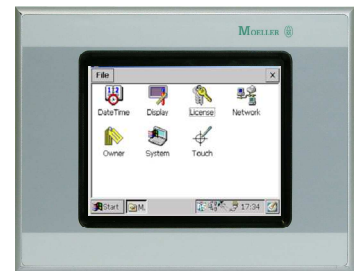 MOELLER
File ×
DateTime Display License Network
Owner System Touch
Start M. 17:34